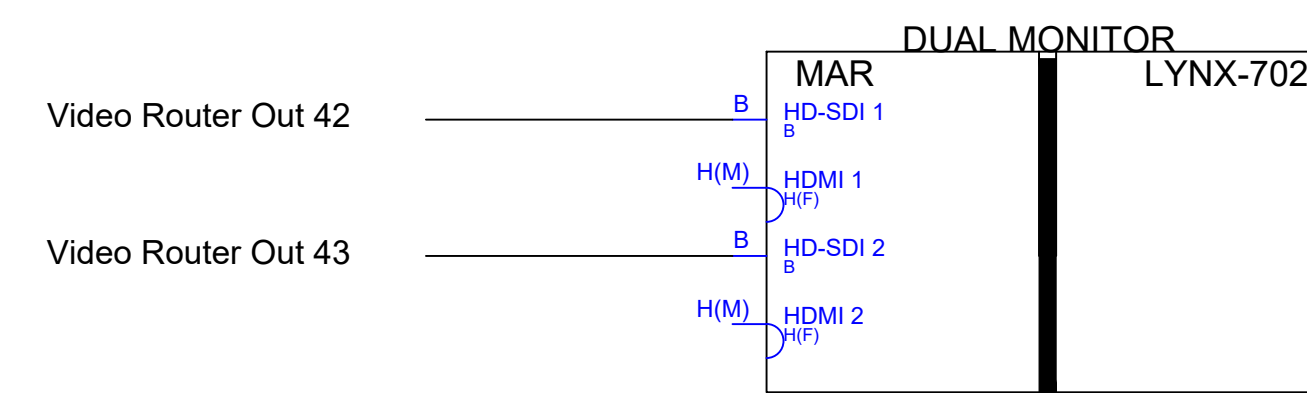 DUAL MONITOR
MAR LYNX-702
Video Router Out 42 B HD-SDI 1
B
H(M) HDMI 1
H(F)
Video Router Out 43 B HD-SDI 2
B
H(M) HDMI 2
H(F)